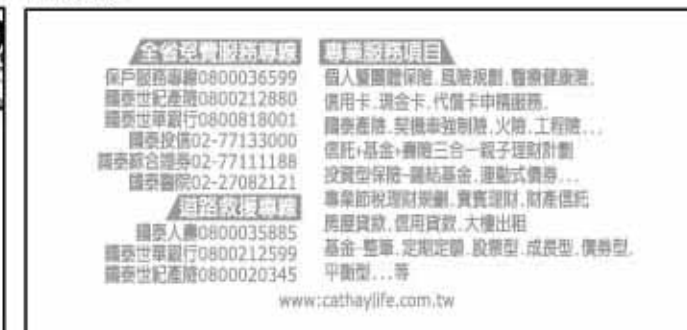 全省免費服務專線
保戶服務專線0800036599
國泰世紀產險0800212880
國泰世華銀行0800818001
國泰投信02-77133000
國泰綜合證券02-77111188
國泰醫院02-27082121
道路救援專線
國泰人壽0800035885
國泰世華銀行0800212599
國泰世紀產險0800020345
專業服務項目
個人暨團體保險.風險規劃.醫療健康險.
信用卡.現金卡.代償卡申請服務.
國泰產險.契機車強制險.火險.工程險...
信託+基金+壽險三合一親子理財計劃
投資型保險-鏈結基金.連動式債券...
專業節稅理財規劃.寶寶理財.財產信託
房屋貸款.信用貸款.大樓出租
基金-整筆.定期定額.股票型.成長型.債券型.
平衡型...等
www:cathaylife.com.tw